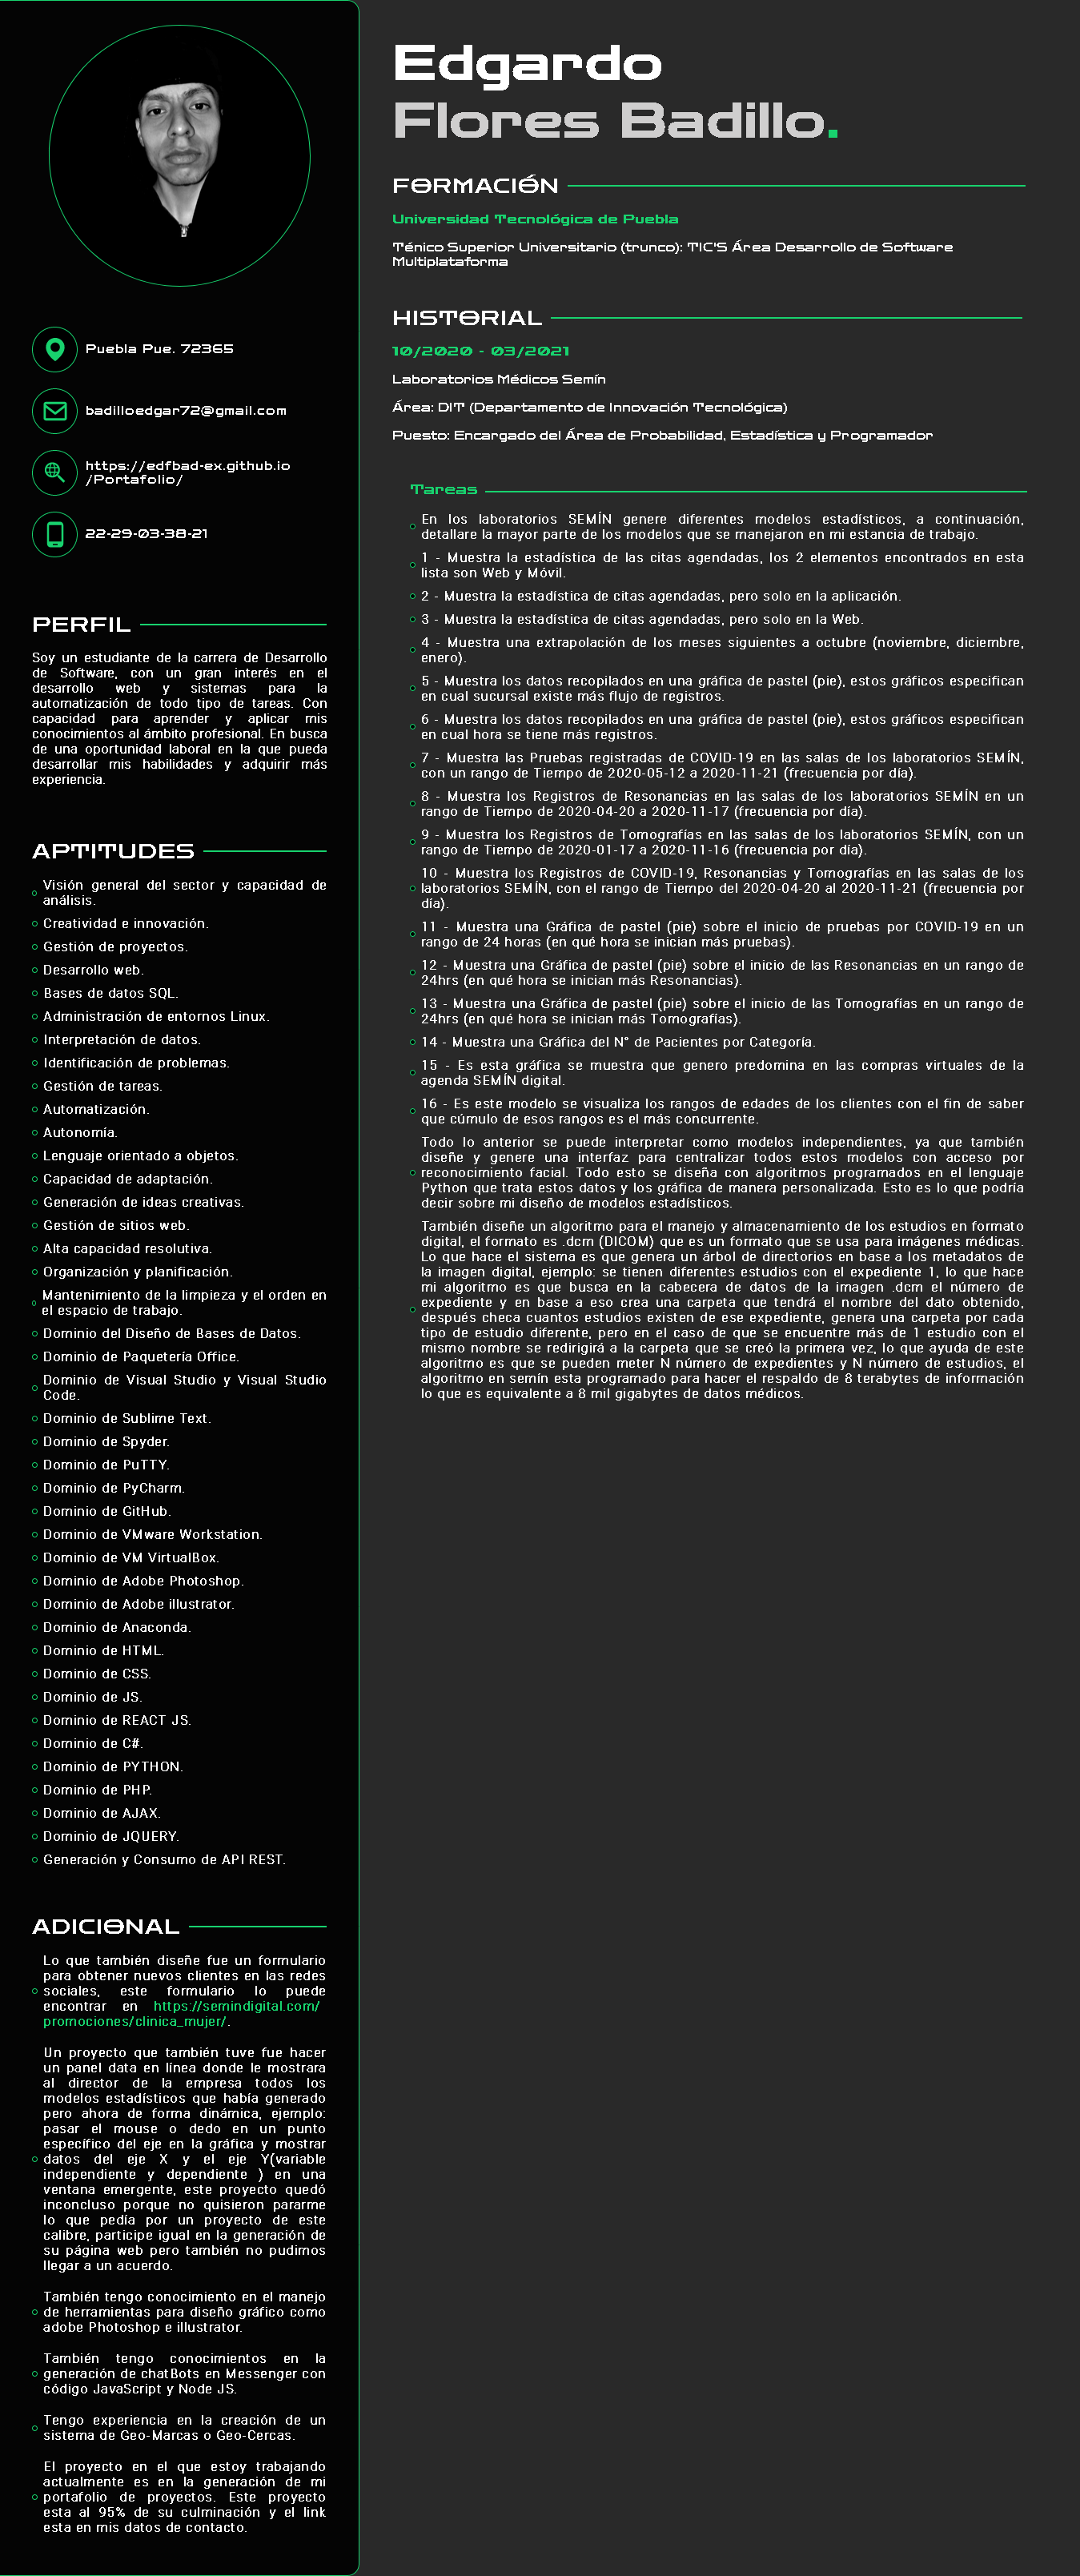 Edgardo
Flores Badillo.
FORMACIÓN
Universidad Tecnológica de Puebla
Ténico Superior Universitario (trunco): TIC'S Área Desarrollo de Software
Multiplataforma
HISTORIAL
10/2020 - 03/2021
Laboratorios Médicos Semín
Área: DIT (Departamento de Innovación Tecnológica)
Puesto: Encargado del Área de Probabilidad, Estadística y Programador
Tareas
En los laboratorios SEMÍN genere diferentes modelos estadísticos, a continuación,
detallare la mayor parte de los modelos que se manejaron en mi estancia de trabajo.
1 - Muestra la estadística de las citas agendadas, los 2 elementos encontrados en esta
lista son Web y Móvil.
2 - Muestra la estadística de citas agendadas, pero solo en la aplicación.
3 - Muestra la estadística de citas agendadas, pero solo en la Web.
4 - Muestra una extrapolación de los meses siguientes a octubre (noviembre, diciembre,
enero).
5 - Muestra los datos recopilados en una gráfica de pastel (pie), estos gráficos especifican
en cual sucursal existe más flujo de registros.
6 - Muestra los datos recopilados en una gráfica de pastel (pie), estos gráficos especifican
en cual hora se tiene más registros.
7 - Muestra las Pruebas registradas de COVID-19 en las salas de los laboratorios SEMÍN,
con un rango de Tiempo de 2020-05-12 a 2020-11-21 (frecuencia por día).
8 - Muestra los Registros de Resonancias en las salas de los laboratorios SEMÍN en un
rango de Tiempo de 2020-04-20 a 2020-11-17 (frecuencia por día).
9 - Muestra los Registros de Tomografías en las salas de los laboratorios SEMÍN, con un
rango de Tiempo de 2020-01-17 a 2020-11-16 (frecuencia por día).
10 - Muestra los Registros de COVID-19, Resonancias y Tomografías en las salas de los
laboratorios SEMÍN, con el rango de Tiempo del 2020-04-20 al 2020-11-21 (frecuencia por
día).
11 - Muestra una Gráfica de pastel (pie) sobre el inicio de pruebas por COVID-19 en un
rango de 24 horas (en qué hora se inician más pruebas).
12 - Muestra una Gráfica de pastel (pie) sobre el inicio de las Resonancias en un rango de
24hrs (en qué hora se inician más Resonancias).
13 - Muestra una Gráfica de pastel (pie) sobre el inicio de las Tomografías en un rango de
24hrs (en qué hora se inician más Tomografías).
14 - Muestra una Gráfica del N° de Pacientes por Categoría.
15 - Es esta gráfica se muestra que genero predomina en las compras virtuales de la
agenda SEMÍN digital.
16 - Es este modelo se visualiza los rangos de edades de los clientes con el fin de saber
que cúmulo de esos rangos es el más concurrente.
Todo lo anterior se puede interpretar como modelos independientes, ya que también
diseñe y genere una interfaz para centralizar todos estos modelos con acceso por
reconocimiento facial. Todo esto se diseña con algoritmos programados en el lenguaje
Python que trata estos datos y los gráfica de manera personalizada. Esto es lo que podría
decir sobre mi diseño de modelos estadísticos.
También diseñe un algoritmo para el manejo y almacenamiento de los estudios en formato
digital, el formato es .dcm (DICOM) que es un formato que se usa para imágenes médicas.
Lo que hace el sistema es que genera un árbol de directorios en base a los metadatos de
la imagen digital, ejemplo: se tienen diferentes estudios con el expediente 1, lo que hace
mi algoritmo es que busca en la cabecera de datos de la imagen .dcm el número de
expediente y en base a eso crea una carpeta que tendrá el nombre del dato obtenido,
después checa cuantos estudios existen de ese expediente, genera una carpeta por cada
tipo de estudio diferente, pero en el caso de que se encuentre más de 1 estudio con el
mismo nombre se redirigirá a la carpeta que se creó la primera vez, lo que ayuda de este
algoritmo es que se pueden meter N número de expedientes y N número de estudios, el
algoritmo en semín esta programado para hacer el respaldo de 8 terabytes de información
lo que es equivalente a 8 mil gigabytes de datos médicos.
Puebla Pue. 72365
badilloedgar72@gmail.com
https://edfbad-ex.github.io
/Portafolio/
22-29-03-38-21
PERFIL
Soy un estudiante de la carrera de Desarrollo
de Software, con un gran interés en el
desarrollo web y sistemas para la
automatización de todo tipo de tareas. Con
capacidad para aprender y aplicar mis
conocimientos al ámbito profesional. En busca
de una oportunidad laboral en la que pueda
desarrollar mis habilidades y adquirir más
experiencia.
APTITUDES
Visión general del sector y capacidad de
análisis.
Creatividad e innovación.
Gestión de proyectos.
Desarrollo web.
Bases de datos SQL.
Administración de entornos Linux.
Interpretación de datos.
Identificación de problemas.
Gestión de tareas.
Automatización.
Autonomía.
Lenguaje orientado a objetos.
Capacidad de adaptación.
Generación de ideas creativas.
Gestión de sitios web.
Alta capacidad resolutiva.
Organización y planificación.
Mantenimiento de la limpieza y el orden en
el espacio de trabajo.
Dominio del Diseño de Bases de Datos.
Dominio de Paquetería Office.
Dominio de Visual Studio y Visual Studio
Code.
Dominio de Sublime Text.
Dominio de Spyder.
Dominio de PuTTY.
Dominio de PyCharm.
Dominio de GitHub.
Dominio de VMware Workstation.
Dominio de VM VirtualBox.
Dominio de Adobe Photoshop.
Dominio de Adobe illustrator.
Dominio de Anaconda.
Dominio de HTML.
Dominio de CSS.
Dominio de JS.
Dominio de REACT JS.
Dominio de C#.
Dominio de PYTHON.
Dominio de PHP.
Dominio de AJAX.
Dominio de JQUERY.
Generación y Consumo de API REST.
ADICIONAL
Lo que también diseñe fue un formulario
para obtener nuevos clientes en las redes
sociales, este formulario lo puede
encontrar en https://semindigital.com/
promociones/clinica_mujer/.
Un proyecto que también tuve fue hacer
un panel data en línea donde le mostrara
al director de la empresa todos los
modelos estadísticos que había generado
pero ahora de forma dinámica, ejemplo:
pasar el mouse o dedo en un punto
específico del eje en la gráfica y mostrar
datos del eje X y el eje Y(variable
independiente y dependiente ) en una
ventana emergente, este proyecto quedó
inconcluso porque no quisieron pararme
lo que pedía por un proyecto de este
calibre, participe igual en la generación de
su página web pero también no pudimos
llegar a un acuerdo.
También tengo conocimiento en el manejo
de herramientas para diseño gráfico como
adobe Photoshop e illustrator.
También tengo conocimientos en la
generación de chatBots en Messenger con
código JavaScript y Node JS.
Tengo experiencia en la creación de un
sistema de Geo-Marcas o Geo-Cercas.
El proyecto en el que estoy trabajando
actualmente es en la generación de mi
portafolio de proyectos. Este proyecto
esta al 95% de su culminación y el link
esta en mis datos de contacto.